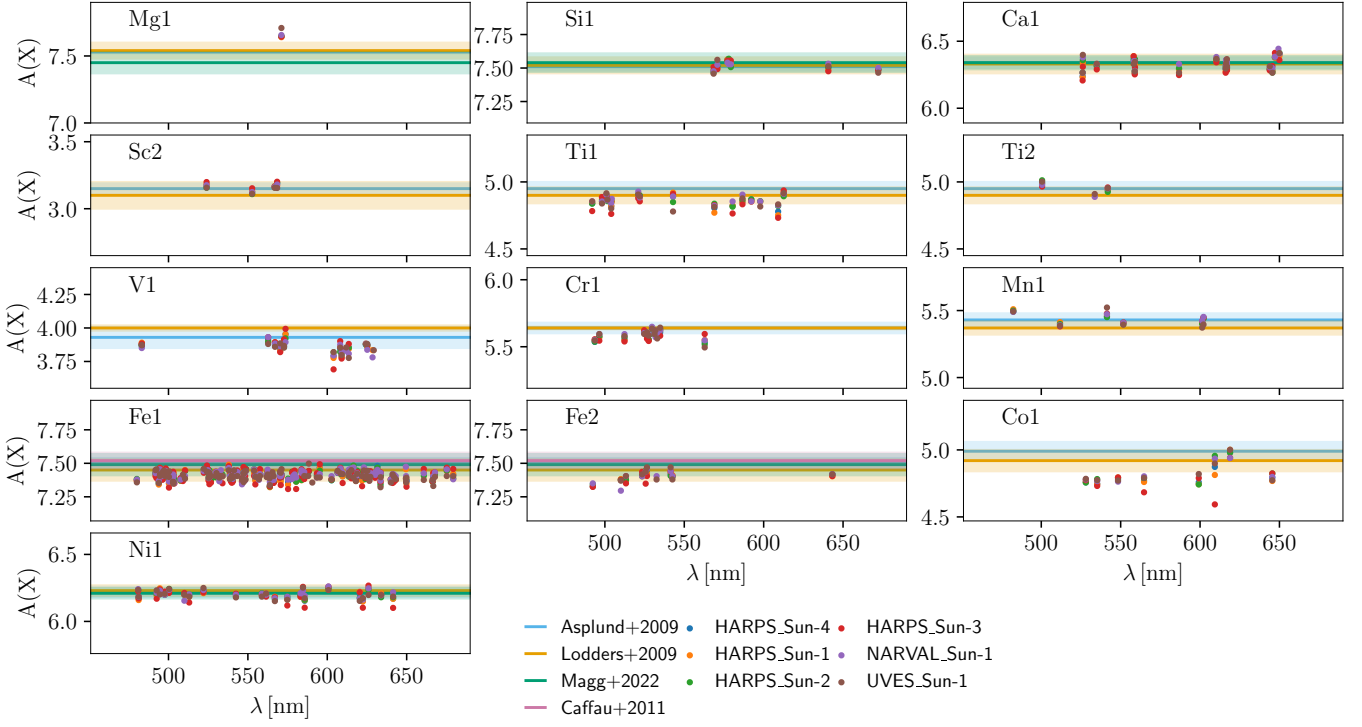 Mg1
Si1
Ca1
A(X)
7.5
7.0
7.75
7.50
7.25
6.5
6.0
Sc2
Ti1
Ti2
A(X)
3.5
3.0
5.0
4.5
5.0
4.5
V1
Cr1
Mn1
A(X)
4.25
4.00
3.75
6.0
5.5
5.5
5.0
Fe1
Fe2
Co1
A(X)
7.75
7.50
7.25
7.75
7.50
7.25
5.0
4.5
500 550 600 650
λ [nm]
500 550 600 650
λ [nm]
Ni1
A(X)
6.5
6.0
500 550 600 650
λ [nm]
Asplund+2009 HARPS_Sun-4 HARPS_Sun-3
Lodders+2009 HARPS_Sun-1 NARVAL_Sun-1
Magg+2022 HARPS_Sun-2 UVES_Sun-1
Caffau+2011